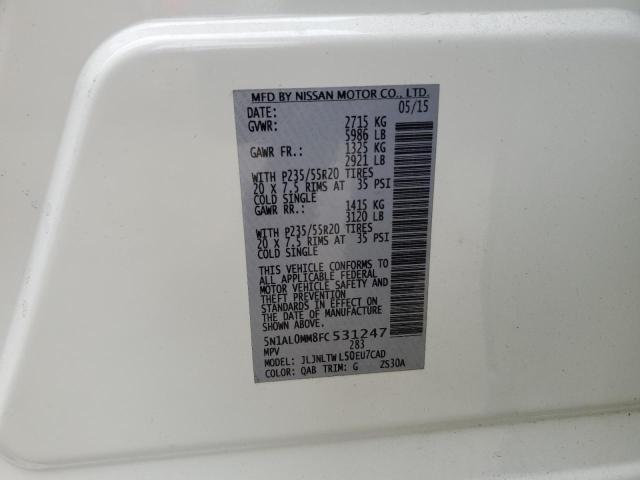 MFD BY NISSAN MOTOR CO., LTD.
DATE: 05/15
GVWR: 2715 KG
5986 LB
GAWR FR.: 1325 KG
2921 LB
WITH P235/55R20 TIRES
20 X 7.5 RIMS AT 35 PSI
COLD SINGLE
GAWR RR.: 1415 KG
3120 LB
WITH P235/55R20 TIRES
20 X 7.5 RIMS AT 35 PSI
COLD SINGLE
THIS VEHICLE CONFORMS TO
ALL APPLICABLE FEDERAL
MOTOR VEHICLE SAFETY AND
THEFT PREVENTION
STANDARDS IN EFFECT ON
THE DATE OF MANUFACTURE
SHOWN ABOVE
5N1AL0MM8FC531247
MPV 283
MODEL: JLJNLTWL50EU7CAD
COLOR: QAB TRIM: G ZS30A